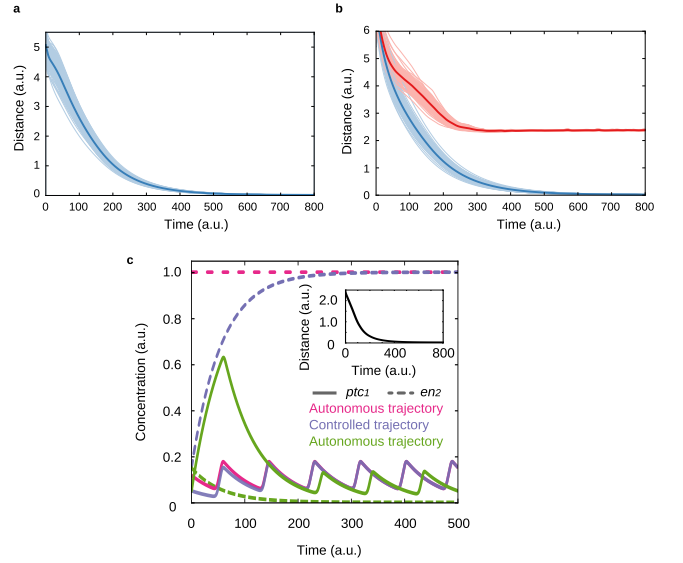 a
5
4
3
2
1
0
Distance (a.u.)
0 100 200 300 400 500 600 700 800
Time (a.u.)
b
6
5
4
3
2
1
0
Distance (a.u.)
0 100 200 300 400 500 600 700 800
Time (a.u.)
c
1.0
0.8
0.6
0.4
0.2
0
Concentration (a.u.)
2.0
1.0
0
Distance (a.u.)
0 400 800
Time (a.u.)
ptc1 en2
Autonomous trajectory
Controlled trajectory
Autonomous trajectory
0 100 200 300 400 500
Time (a.u.)